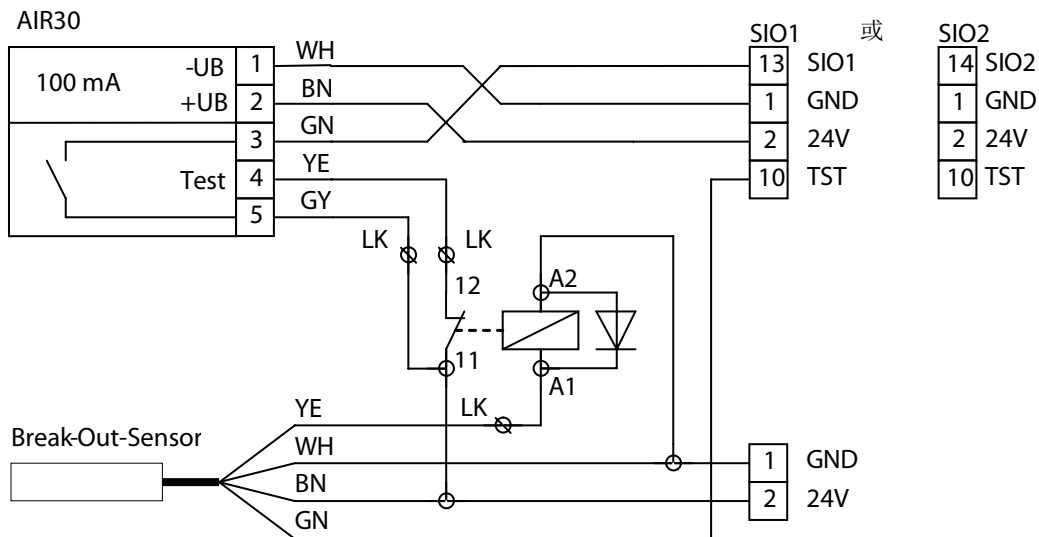 AIR30
SIO1 或 SIO2
100 mA -UB 1 WH 13 SIO1 14 SIO2
+UB 2 BN 1 GND 1 GND
3 GN 2 24V 2 24V
Test 4 YE 10 TST 10 TST
5 GY
LK LK
12
A2
11
A1
YE LK
Break-Out-Sensor
WH 1 GND
BN 2 24V
GN